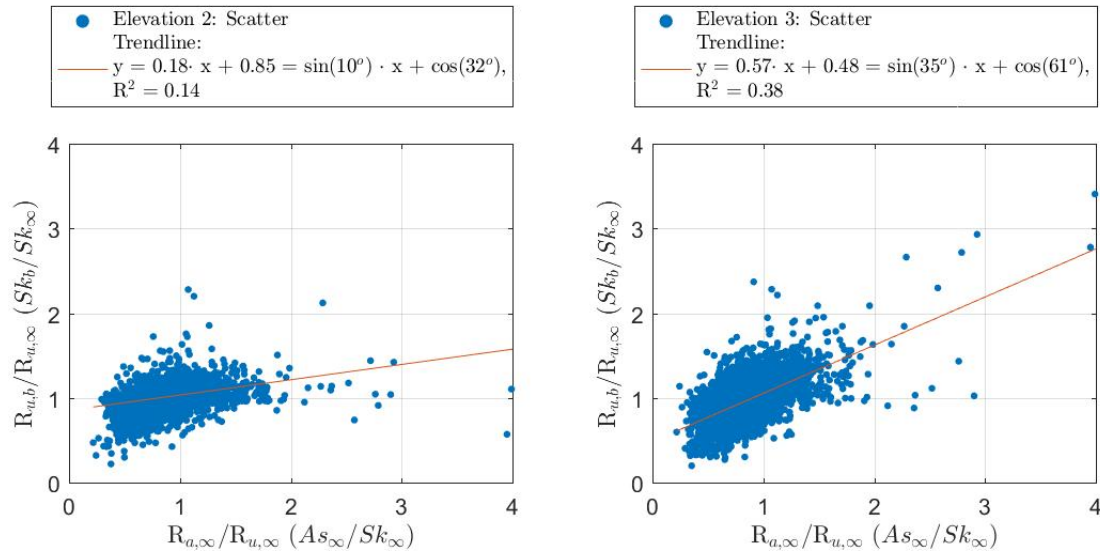 Elevation 2: Scatter
Trendline:
y = 0.18· x + 0.85 = sin(10°) · x + cos(32°),
R² = 0.14
4
3
2
1
0
0 1 2 3 4
R_{u,b}/R_{u,∞} (Sk_b/Sk_∞)
R_{a,∞}/R_{u,∞} (As_∞/Sk_∞)
Elevation 3: Scatter
Trendline:
y = 0.57· x + 0.48 = sin(35°) · x + cos(61°),
R² = 0.38
4
3
2
1
0
0 1 2 3 4
R_{u,b}/R_{u,∞} (Sk_b/Sk_∞)
R_{a,∞}/R_{u,∞} (As_∞/Sk_∞)